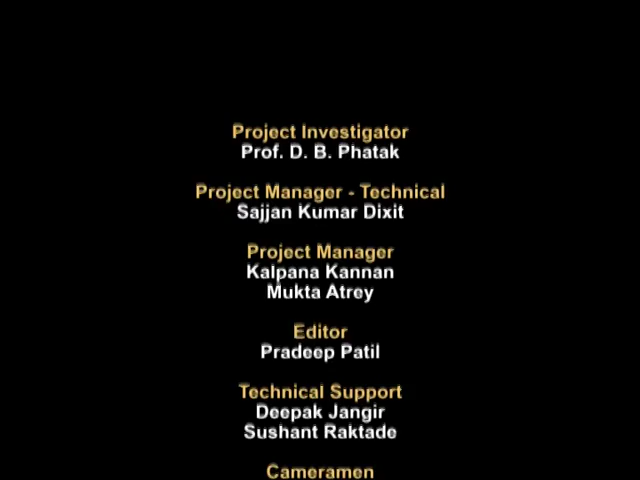 Project Investigator
Prof. D. B. Phatak
Project Manager - Technical
Sajjan Kumar Dixit
Project Manager
Kalpana Kannan
Mukta Atrey
Editor
Pradeep Patil
Technical Support
Deepak Jangir
Sushant Raktade
Cameramen